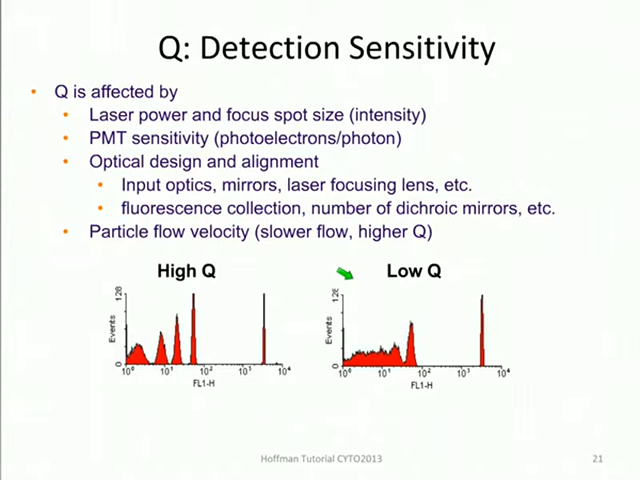 Q: Detection Sensitivity
• Q is affected by
• Laser power and focus spot size (intensity)
• PMT sensitivity (photoelectrons/photon)
• Optical design and alignment
• Input optics, mirrors, laser focusing lens, etc.
• fluorescence collection, number of dichroic mirrors, etc.
• Particle flow velocity (slower flow, higher Q)
High Q
128
Events
0
10⁰ 10¹ 10² 10³ 10⁴
FL1-H
Low Q
128
Events
0
10⁰ 10¹ 10² 10³ 10⁴
FL1-H
Hoffman Tutorial CYTO2013
21